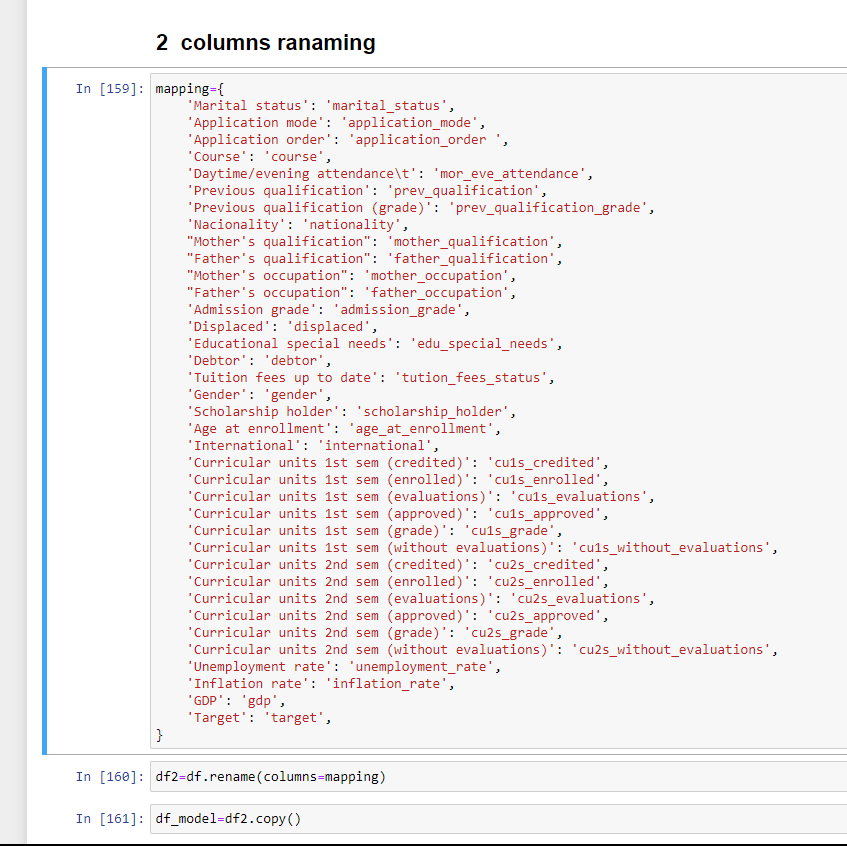 2 columns ranaming
In [159]: mapping={
'Marital status': 'marital_status',
'Application mode': 'application_mode',
'Application order': 'application_order ',
'Course': 'course',
'Daytime/evening attendance\t': 'mor_eve_attendance',
'Previous qualification': 'prev_qualification',
'Previous qualification (grade)': 'prev_qualification_grade',
'Nacionality': 'nationality',
"Mother's qualification": 'mother_qualification',
"Father's qualification": 'father_qualification',
"Mother's occupation": 'mother_occupation',
"Father's occupation": 'father_occupation',
'Admission grade': 'admission_grade',
'Displaced': 'displaced',
'Educational special needs': 'edu_special_needs',
'Debtor': 'debtor',
'Tuition fees up to date': 'tution_fees_status',
'Gender': 'gender',
'Scholarship holder': 'scholarship_holder',
'Age at enrollment': 'age_at_enrollment',
'International': 'international',
'Curricular units 1st sem (credited)': 'cu1s_credited',
'Curricular units 1st sem (enrolled)': 'cu1s_enrolled',
'Curricular units 1st sem (evaluations)': 'cu1s_evaluations',
'Curricular units 1st sem (approved)': 'cu1s_approved',
'Curricular units 1st sem (grade)': 'cu1s_grade',
'Curricular units 1st sem (without evaluations)': 'cu1s_without_evaluations',
'Curricular units 2nd sem (credited)': 'cu2s_credited',
'Curricular units 2nd sem (enrolled)': 'cu2s_enrolled',
'Curricular units 2nd sem (evaluations)': 'cu2s_evaluations',
'Curricular units 2nd sem (approved)': 'cu2s_approved',
'Curricular units 2nd sem (grade)': 'cu2s_grade',
'Curricular units 2nd sem (without evaluations)': 'cu2s_without_evaluations',
'Unemployment rate': 'unemployment_rate',
'Inflation rate': 'inflation_rate',
'GDP': 'gdp',
'Target': 'target',
}
In [160]: df2=df.rename(columns=mapping)
In [161]: df_model=df2.copy()